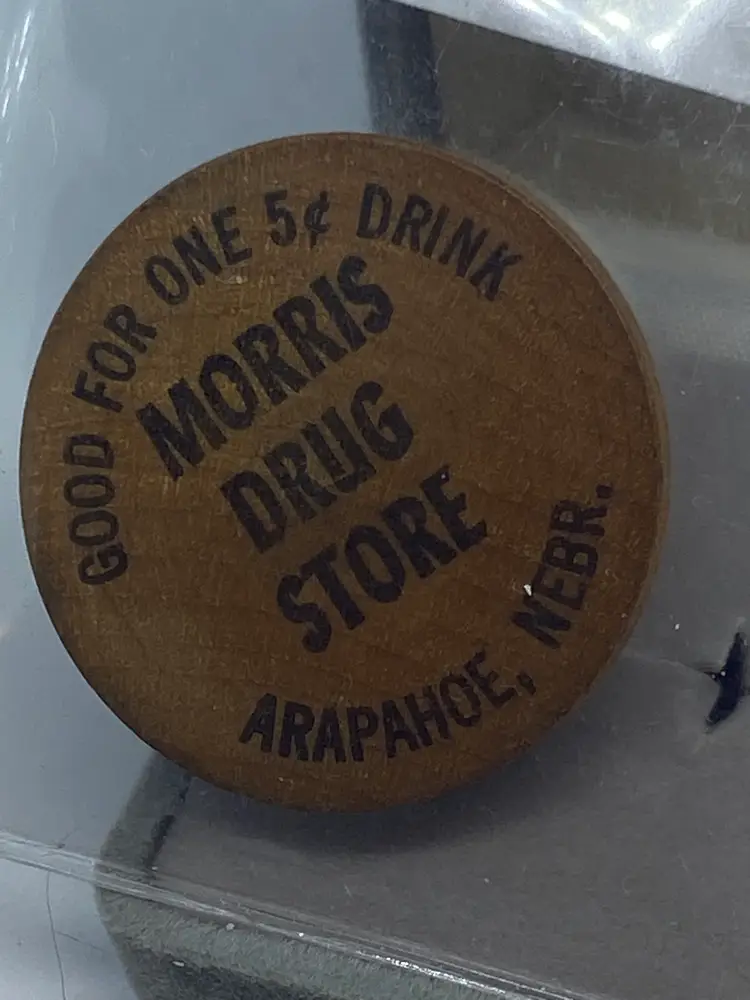 GOOD FOR ONE 5¢ DRINK
MORRIS
DRUG
STORE
ARAPAHOE, NEBR.